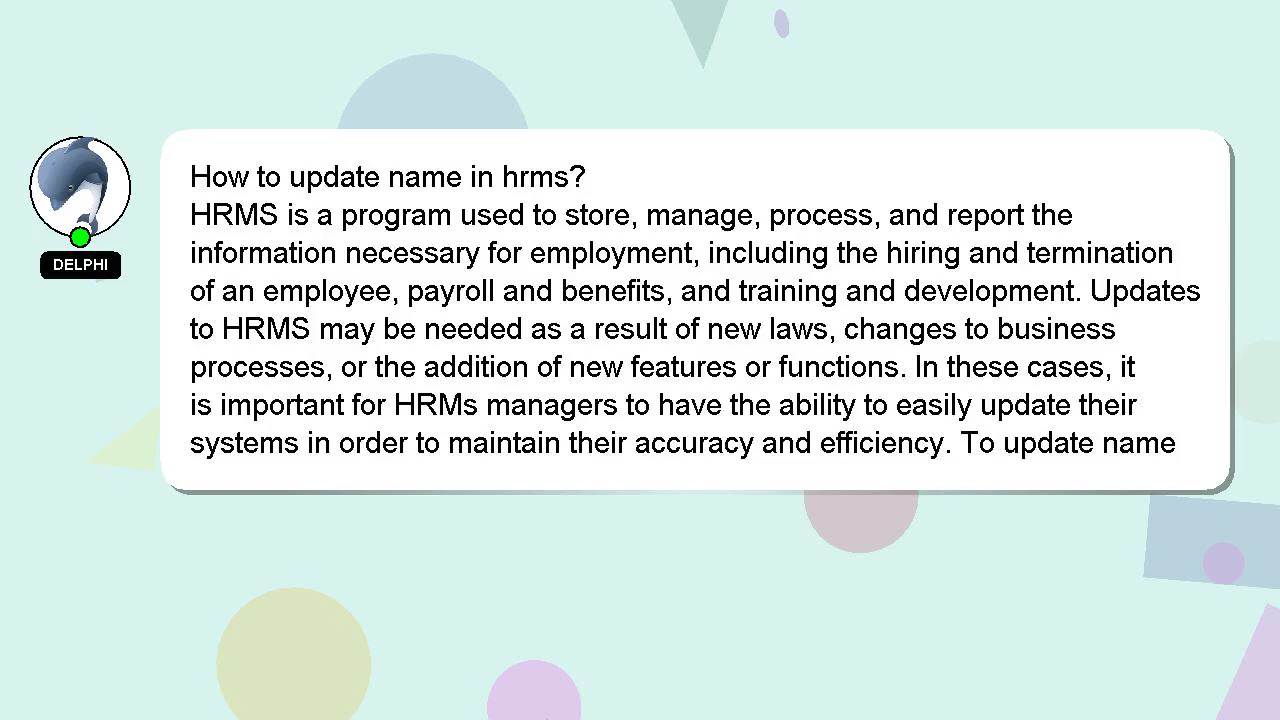 How to update name in hrms?
HRMS is a program used to store, manage, process, and report the
information necessary for employment, including the hiring and termination
of an employee, payroll and benefits, and training and development. Updates
to HRMS may be needed as a result of new laws, changes to business
processes, or the addition of new features or functions. In these cases, it
is important for HRMs managers to have the ability to easily update their
systems in order to maintain their accuracy and efficiency. To update name
DELPHI